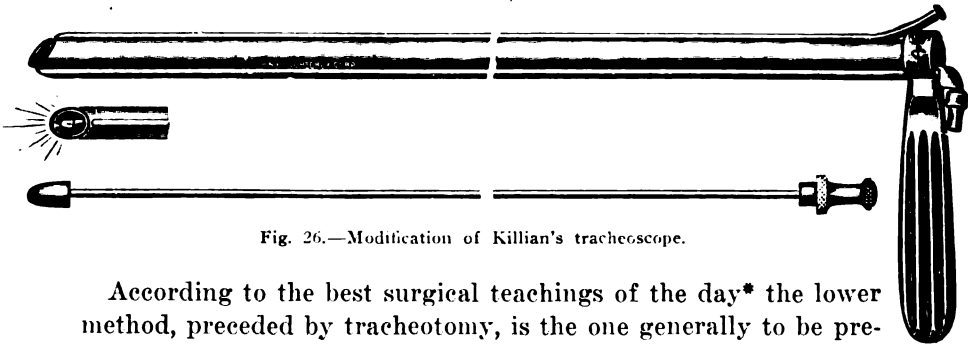 Fig. 26.—Modification of Killian's tracheoscope.
According to the best surgical teachings of the day* the lower
method, preceded by tracheotomy, is the one generally to be pre-